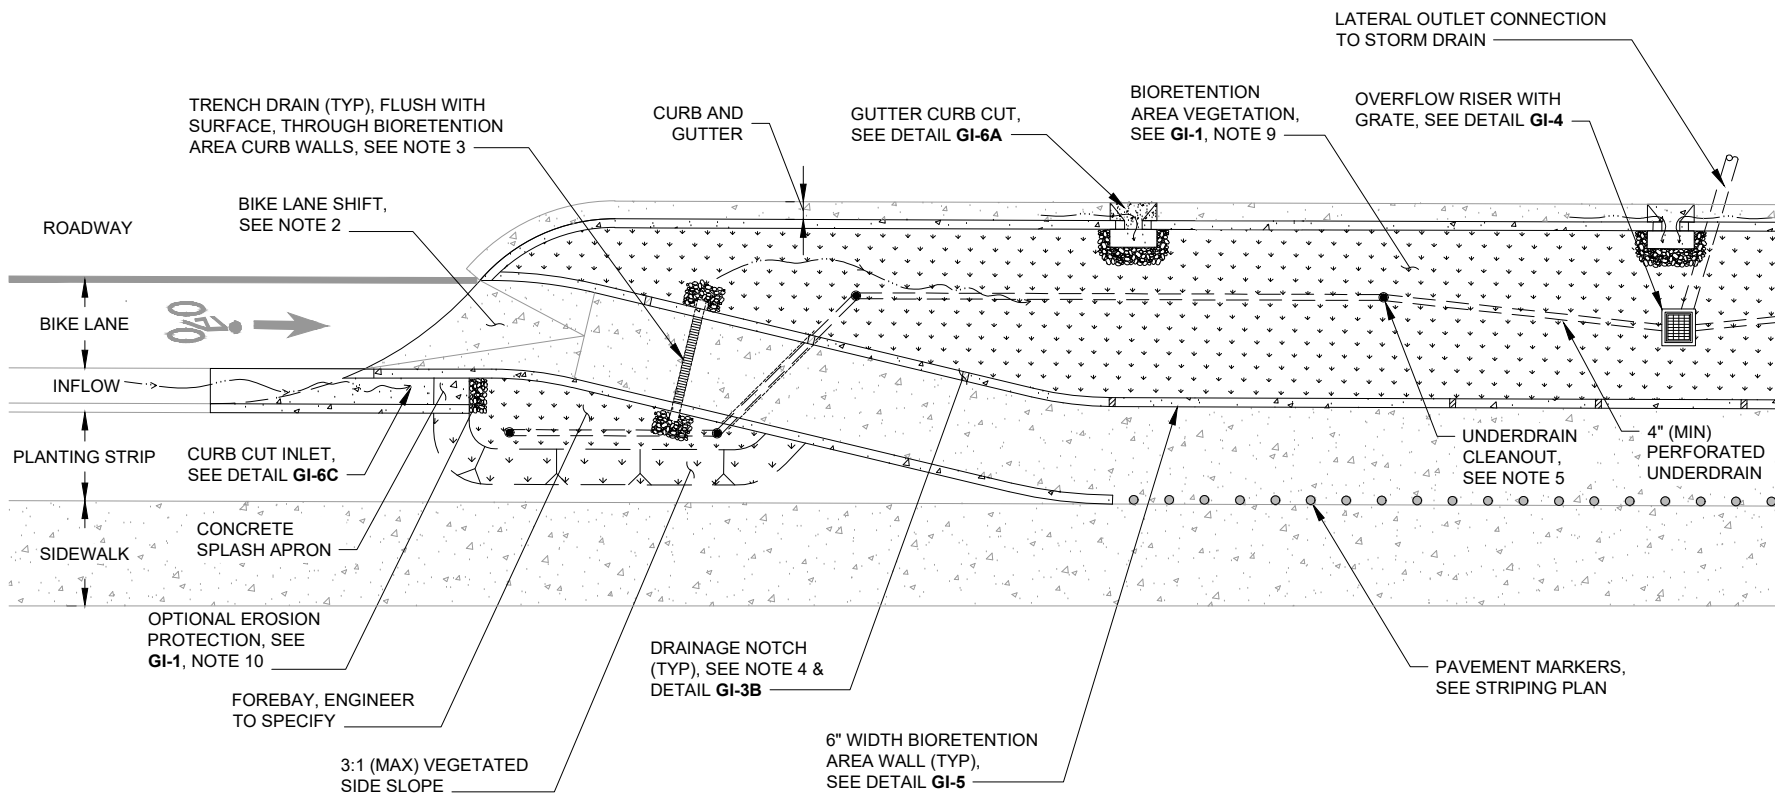 LATERAL OUTLET CONNECTION
TO STORM DRAIN
TRENCH DRAIN (TYP), FLUSH WITH
SURFACE, THROUGH BIORETENTION
AREA CURB WALLS, SEE NOTE 3
CURB AND
GUTTER
GUTTER CURB CUT,
SEE DETAIL GI-6A
BIORETENTION
AREA VEGETATION,
SEE GI-1, NOTE 9
OVERFLOW RISER WITH
GRATE, SEE DETAIL GI-4
BIKE LANE SHIFT,
SEE NOTE 2
ROADWAY
BIKE LANE
INFLOW
PLANTING STRIP
SIDEWALK
CURB CUT INLET,
SEE DETAIL GI-6C
CONCRETE
SPLASH APRON
UNDERDRAIN
CLEANOUT,
SEE NOTE 5
4" (MIN)
PERFORATED
UNDERDRAIN
OPTIONAL EROSION
PROTECTION, SEE
GI-1, NOTE 10
FOREBAY, ENGINEER
TO SPECIFY
3:1 (MAX) VEGETATED
SIDE SLOPE
DRAINAGE NOTCH
(TYP), SEE NOTE 4 &
DETAIL GI-3B
6" WIDTH BIORETENTION
AREA WALL (TYP),
SEE DETAIL GI-5
PAVEMENT MARKERS,
SEE STRIPING PLAN